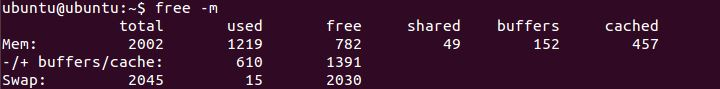 ubuntu@ubuntu:~$ free -m
             total       used       free     shared    buffers     cached
Mem:          2002       1219        782         49        152        457
-/+ buffers/cache:        610       1391
Swap:         2045         15       2030